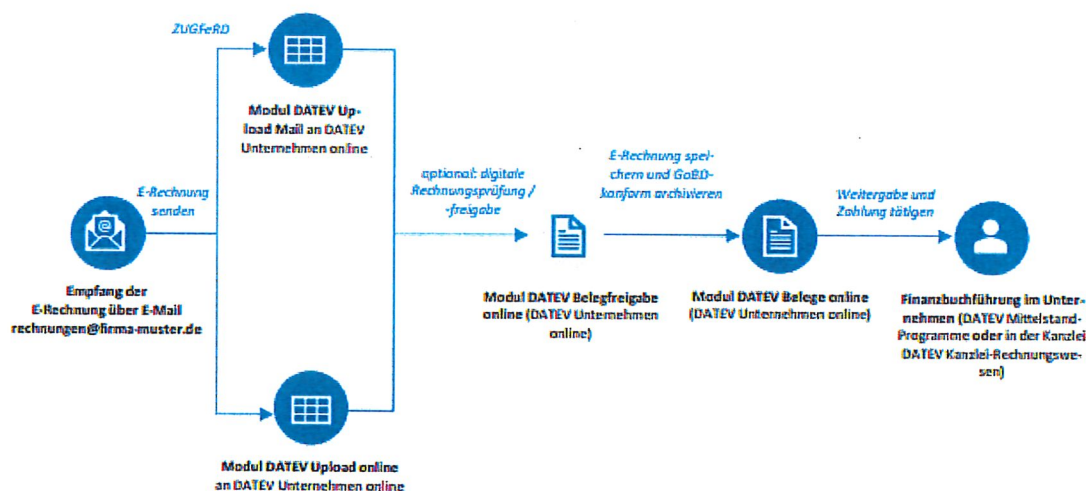 ZUGFeRD
Modul DATEV Up-
load Mail an DATEV
Unternehmen online
E-Rechnung
senden
Empfang der
E-Rechnung über E-Mail
rechnungen@firma-muster.de
Modul DATEV Upload online
an DATEV Unternehmen online
optional: digitale
Rechnungsprüfung /
-freigabe
Modul DATEV Belegfreigabe
online (DATEV Unternehmen
online)
E-Rechnung spei-
chern und GoBD-
konform archivieren
Modul DATEV Belege online
(DATEV Unternehmen online)
Weitergabe und
Zahlung tätigen
Finanzbuchführung im Unter-
nehmen (DATEV Mittelstand-
Programme oder in der Kanzlei
DATEV Kanzlei-Rechnungswe-
sen)